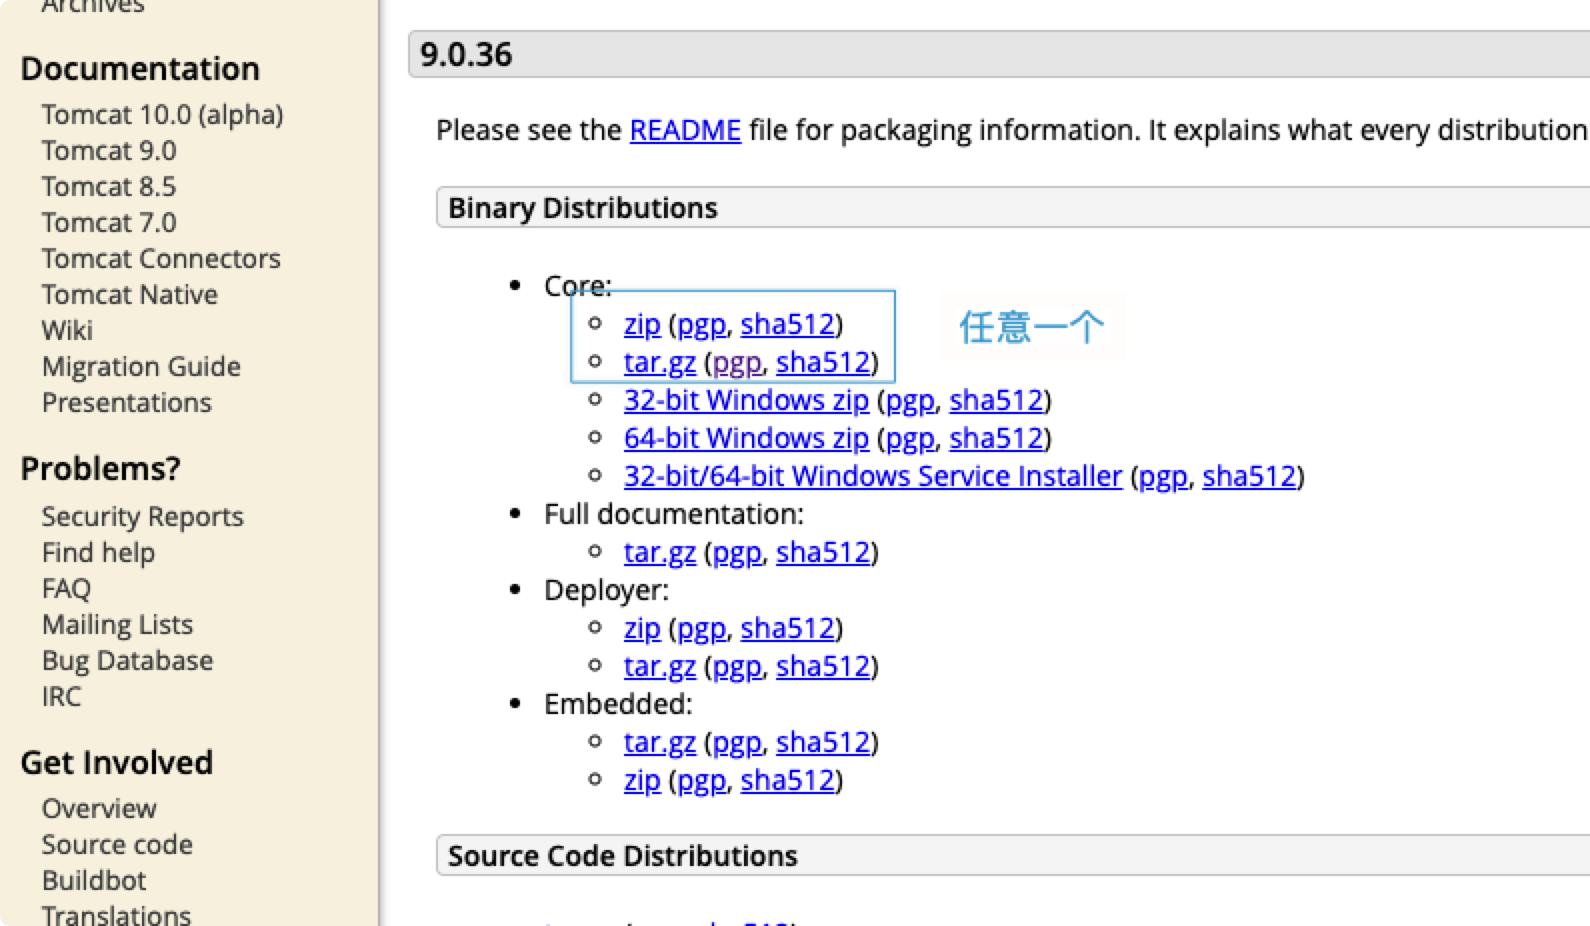 Archives
Documentation
Tomcat 10.0 (alpha)
Tomcat 9.0
Tomcat 8.5
Tomcat 7.0
Tomcat Connectors
Tomcat Native
Wiki
Migration Guide
Presentations
Problems?
Security Reports
Find help
FAQ
Mailing Lists
Bug Database
IRC
Get Involved
Overview
Source code
Buildbot
Translations
9.0.36
Please see the README file for packaging information. It explains what every distribution
Binary Distributions
Core:
zip (pgp, sha512)
任意一个
tar.gz (pgp, sha512)
32-bit Windows zip (pgp, sha512)
64-bit Windows zip (pgp, sha512)
32-bit/64-bit Windows Service Installer (pgp, sha512)
Full documentation:
tar.gz (pgp, sha512)
Deployer:
zip (pgp, sha512)
tar.gz (pgp, sha512)
Embedded:
tar.gz (pgp, sha512)
zip (pgp, sha512)
Source Code Distributions